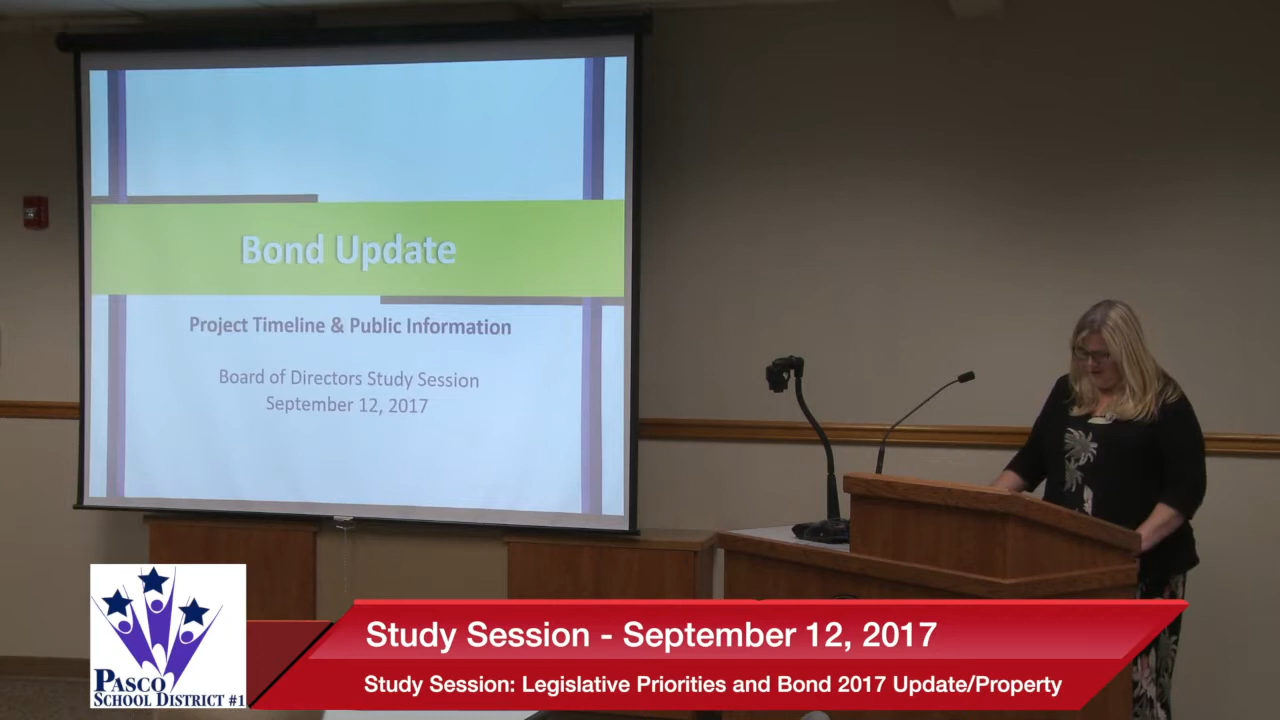 Bond Update
Project Timeline & Public Information
Board of Directors Study Session
September 12, 2017
PASCO
SCHOOL DISTRICT #1
Study Session - September 12, 2017
Study Session: Legislative Priorities and Bond 2017 Update/Property